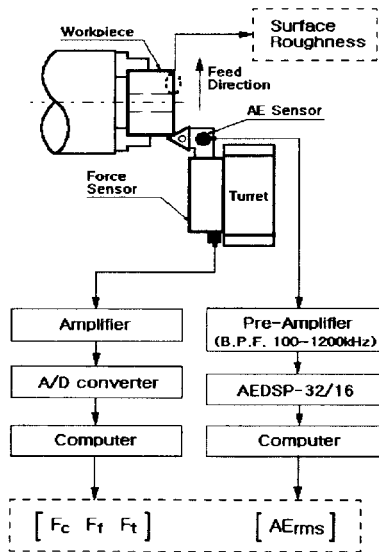 Workpiece
Surface
Roughness
Feed
Direction
AE Sensor
Force
Sensor
Turret
Amplifier
Pre-Amplifier
(B.P.F. 100~1200kHz)
A/D converter
AEDSP-32/16
Computer
Computer
[ Fc Ff Ft ]
[ AErms ]